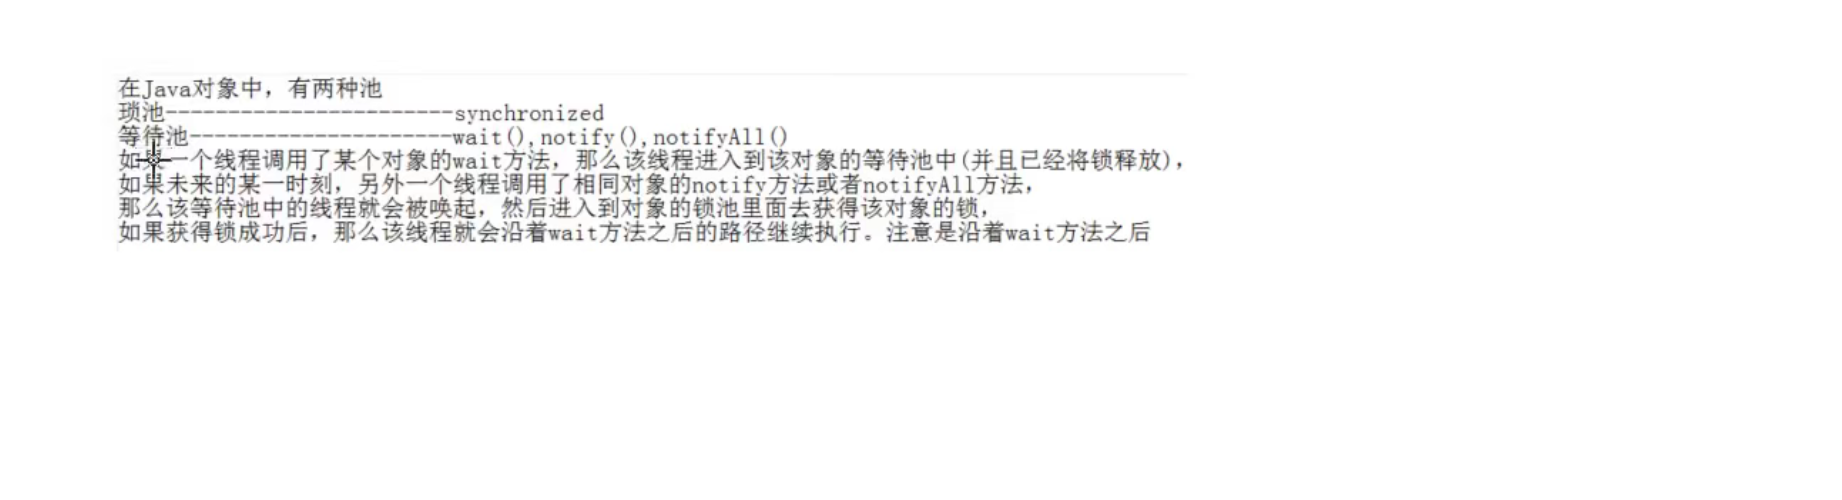 在Java对象中，有两种池
琐池-----------------------synchronized
等待池---------------------wait(),notify(),notifyAll()
如果一个线程调用了某个对象的wait方法，那么该线程进入到该对象的等待池中(并且已经将锁释放)，
如果未来的某一时刻，另外一个线程调用了相同对象的notify方法或者notifyAll方法，
那么该等待池中的线程就会被唤起，然后进入到对象的锁池里面去获得该对象的锁，
如果获得锁成功后，那么该线程就会沿着wait方法之后的路径继续执行。注意是沿着wait方法之后